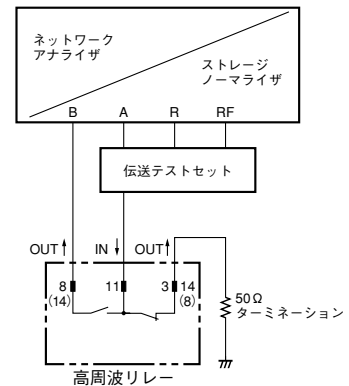 ネットワーク
アナライザ
ストレージ
ノーマライザ
B A R RF
伝送テストセット
OUT IN OUT
8 11 3 14
(14) (8)
50Ω
ターミネーション
高周波リレー